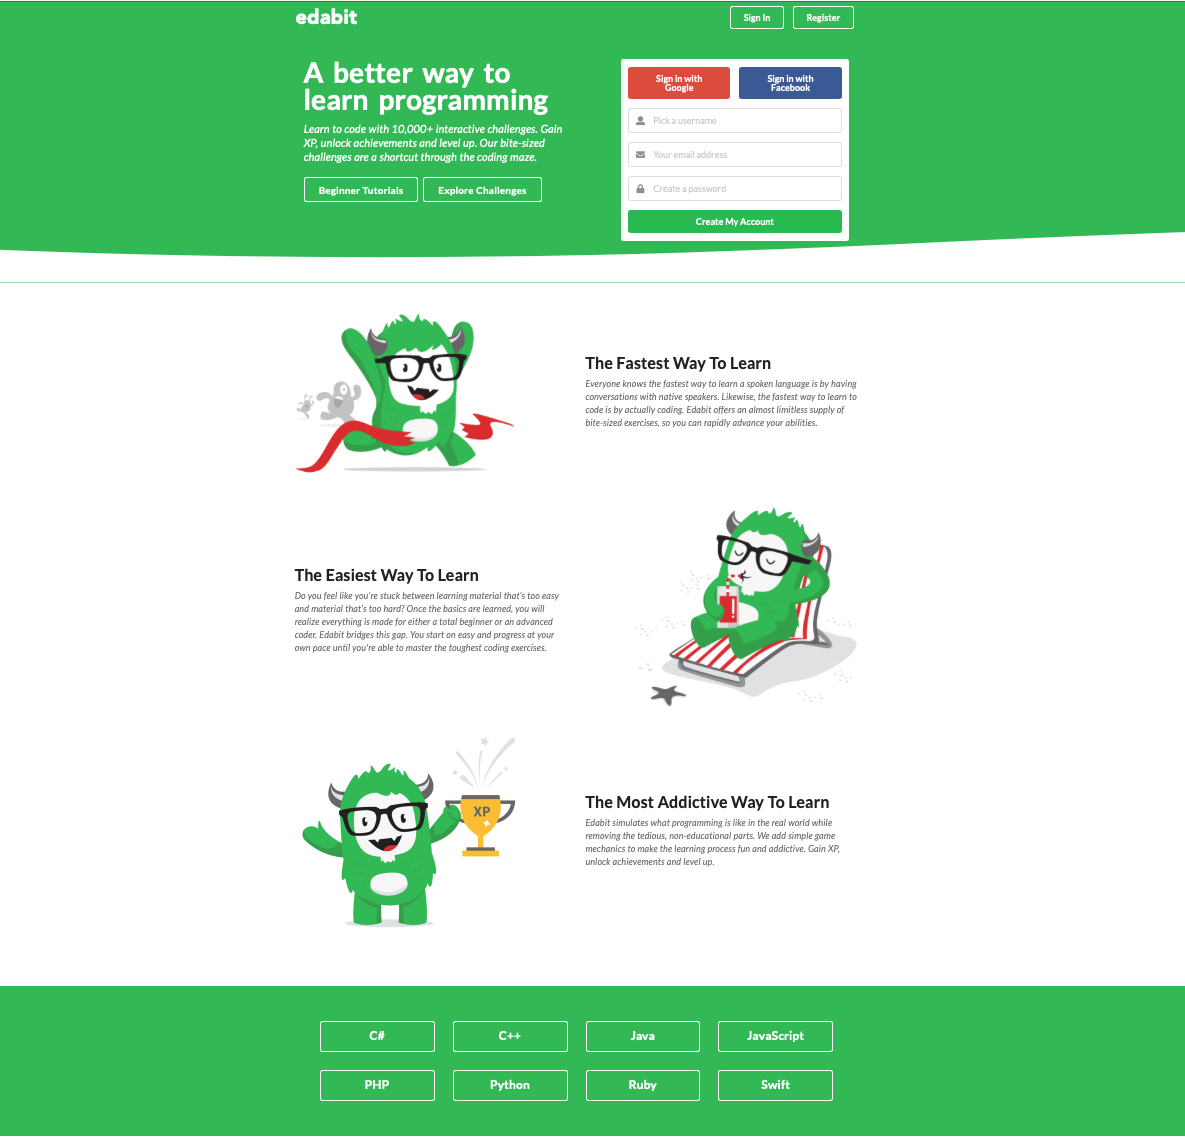 edabit
Sign In
Register
A better way to
learn programming
Learn to code with 10,000+ interactive challenges. Gain
XP, unlock achievements and level up. Our bite-sized
challenges are a shortcut through the coding maze.
Beginner Tutorials
Explore Challenges
Sign in with
Google
Sign in with
Facebook
Pick a username
Your email address
Create a password
Create My Account
The Fastest Way To Learn
Everyone knows the fastest way to learn a spoken language is by having
conversations with native speakers. Likewise, the fastest way to learn to
code is by actually coding. Edabit offers an almost limitless supply of
bite-sized exercises, so you can rapidly advance your abilities.
The Easiest Way To Learn
Do you feel like you're stuck between learning material that's too easy
and material that's too hard? Once the basics are learned, you will
realize everything is made for either a total beginner or an advanced
coder. Edabit bridges this gap. You start on easy and progress at your
own pace until you're able to master the toughest coding exercises.
XP
The Most Addictive Way To Learn
Edabit simulates what programming is like in the real world while
removing the tedious, non-educational parts. We add simple game
mechanics to make the learning process fun and addictive. Gain XP,
unlock achievements and level up.
C#
C++
Java
JavaScript
PHP
Python
Ruby
Swift